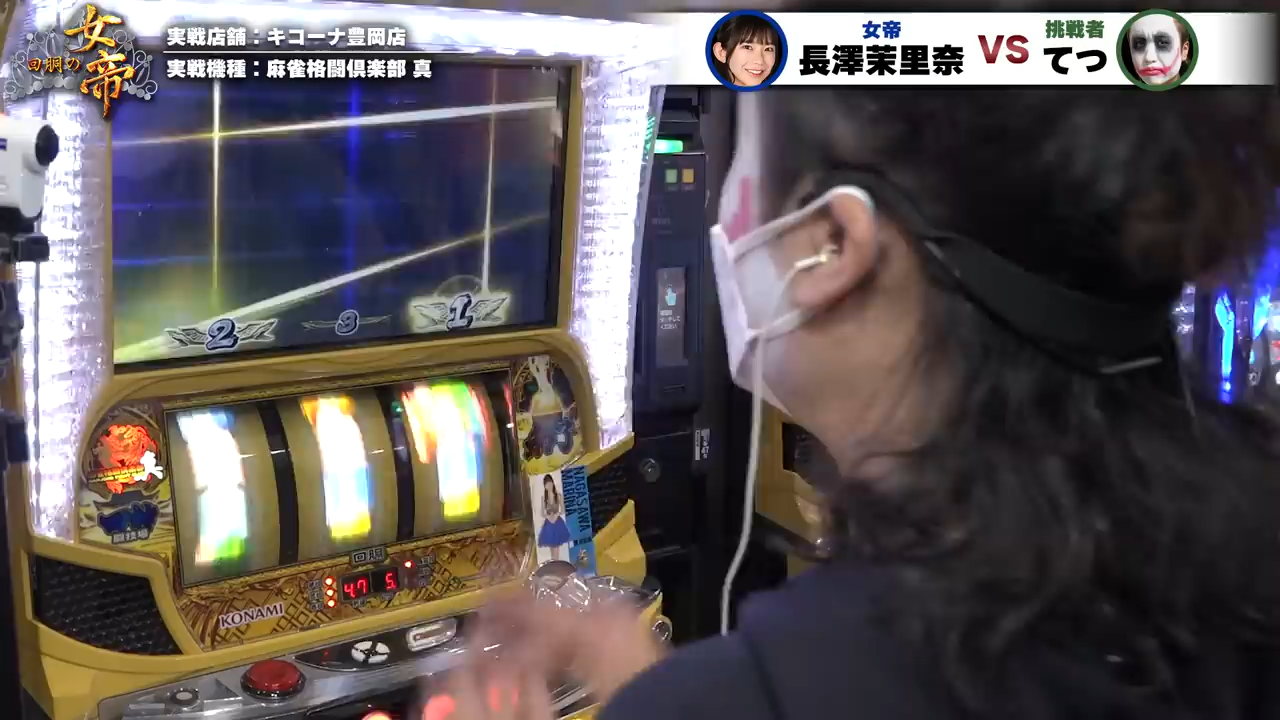 女帝
回胴の
実戦店舗：キコーナ豊岡店
実戦機種：麻雀格闘倶楽部 真
女帝
長澤茉里奈
VS
挑戦者
てつ
2
3
1
NAGASAWA
MARINA
回胴
47
5
KONAMI